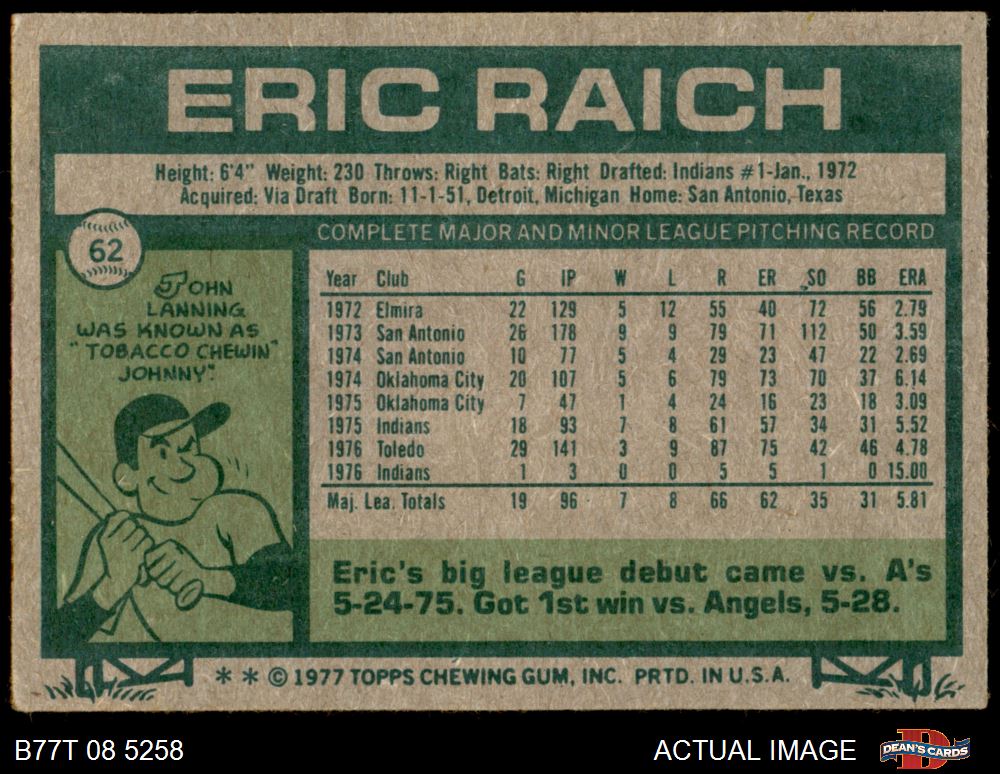 ERIC RAICH
Height: 6'4" Weight: 230 Throws: Right Bats: Right Drafted: Indians #1-Jan., 1972
Acquired: Via Draft Born: 11-1-51, Detroit, Michigan Home: San Antonio, Texas
62
COMPLETE MAJOR AND MINOR LEAGUE PITCHING RECORD
JOHN
LANNING
WAS KNOWN AS
"TOBACCO CHEWIN'
JOHNNY".
Year Club G IP W L R ER SO BB ERA
1972 Elmira 22 129 5 12 55 40 72 56 2.79
1973 San Antonio 26 178 9 9 79 71 112 50 3.59
1974 San Antonio 10 77 5 4 29 23 47 22 2.69
1974 Oklahoma City 20 107 5 6 79 73 70 37 6.14
1975 Oklahoma City 7 47 1 4 24 16 23 18 3.09
1975 Indians 18 93 7 8 61 57 34 31 5.52
1976 Toledo 29 141 3 9 87 75 42 46 4.78
1976 Indians 1 3 0 0 5 5 1 0 15.00
Maj. Lea. Totals 19 96 7 8 66 62 35 31 5.81
Eric's big league debut came vs. A's
5-24-75. Got 1st win vs. Angels, 5-28.
** © 1977 TOPPS CHEWING GUM, INC. PRTD. IN U.S.A.
B77T 08 5258
ACTUAL IMAGE
DEAN'S CARDS